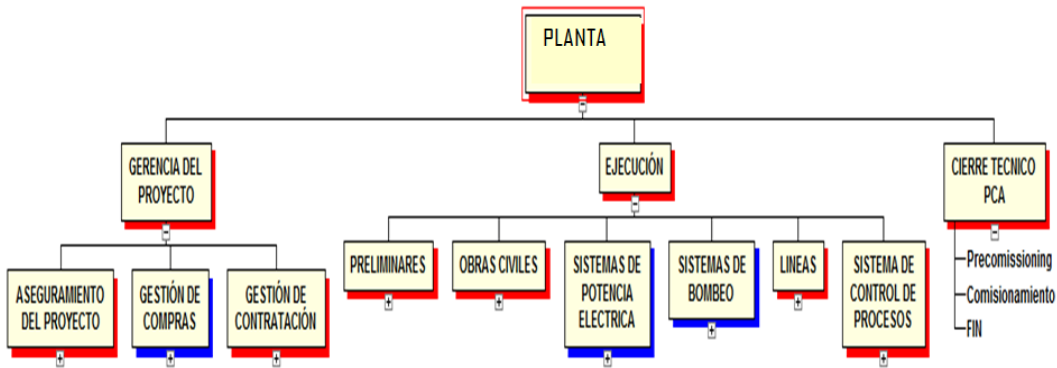 PLANTA
GERENCIA DEL
PROYECTO
EJECUCIÓN
CIERRE TECNICO
PCA
ASEGURAMIENTO
DEL PROYECTO
GESTIÓN DE
COMPRAS
GESTIÓN DE
CONTRATACIÓN
PRELIMINARES
OBRAS CIVILES
SISTEMAS DE
POTENCIA
ELECTRICA
SISTEMAS DE
BOMBEO
LINEAS
SISTEMA DE
CONTROL DE
PROCESOS
Precomissioning
Comisionamiento
FIN